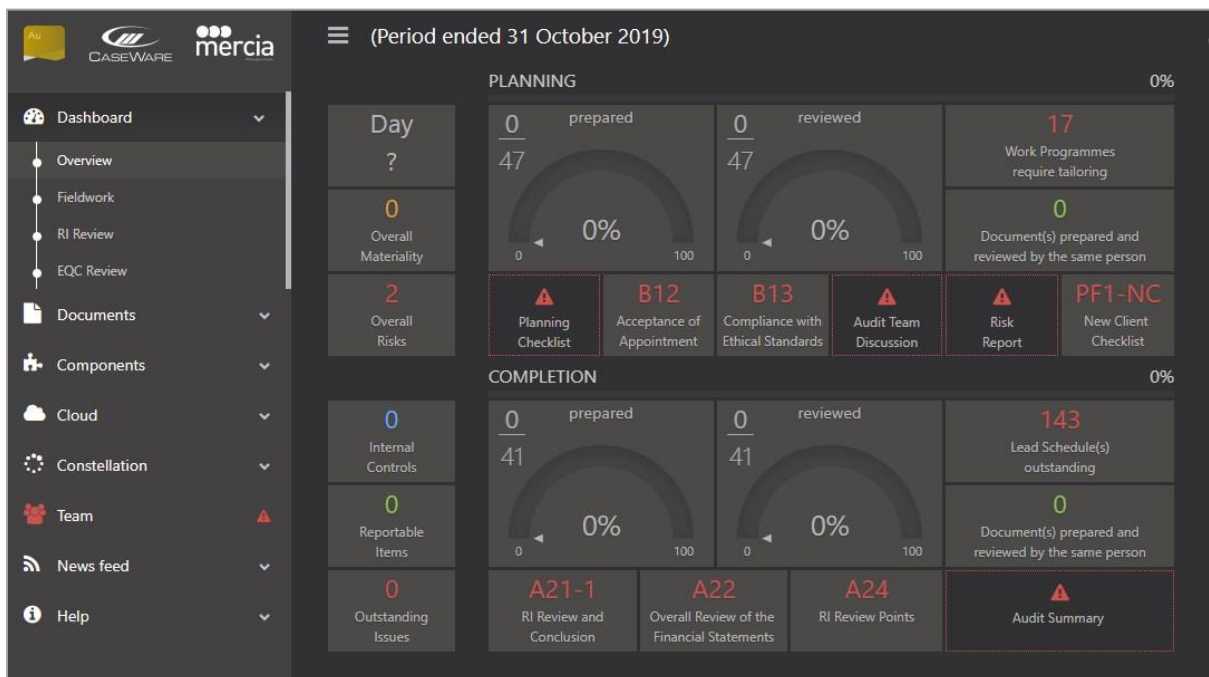 Au
CASEWARE
mercia
Dashboard
Overview
Fieldwork
RI Review
EQC Review
Documents
Components
Cloud
Constellation
Team
News feed
Help
(Period ended 31 October 2019)
PLANNING 0%
Day
?
0
Overall
Materiality
2
Overall
Risks
0
47
prepared
0%
0 100
0
47
reviewed
0%
0 100
17
Work Programmes
require tailoring
0
Document(s) prepared and
reviewed by the same person
Planning
Checklist
B12
Acceptance of
Appointment
B13
Compliance with
Ethical Standards
Audit Team
Discussion
Risk
Report
PF1-NC
New Client
Checklist
COMPLETION 0%
0
Internal
Controls
0
Reportable
Items
0
Outstanding
Issues
0
41
prepared
0%
0 100
0
41
reviewed
0%
0 100
143
Lead Schedule(s)
outstanding
0
Document(s) prepared and
reviewed by the same person
A21-1
RI Review and
Conclusion
A22
Overall Review of the
Financial Statements
A24
RI Review Points
Audit Summary